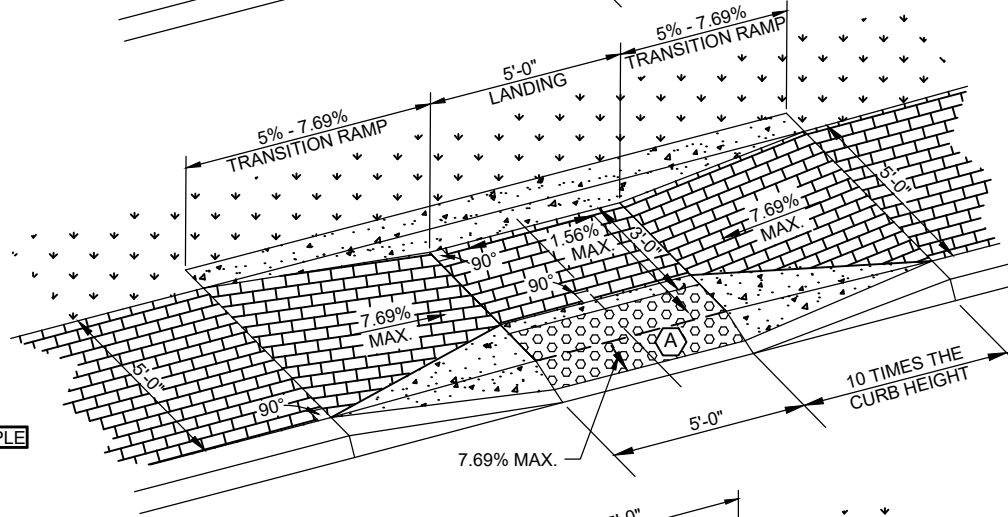 5% - 7.69%
TRANSITION RAMP
5'-0"
LANDING
5% - 7.69%
TRANSITION RAMP
5'-0"
7.69%
MAX.
1.56%
MAX.
3'-0"
90°
90°
7.69%
MAX.
A
5'-0"
90°
10 TIMES THE
CURB HEIGHT
5'-0"
7.69% MAX.
PLE
'-0"